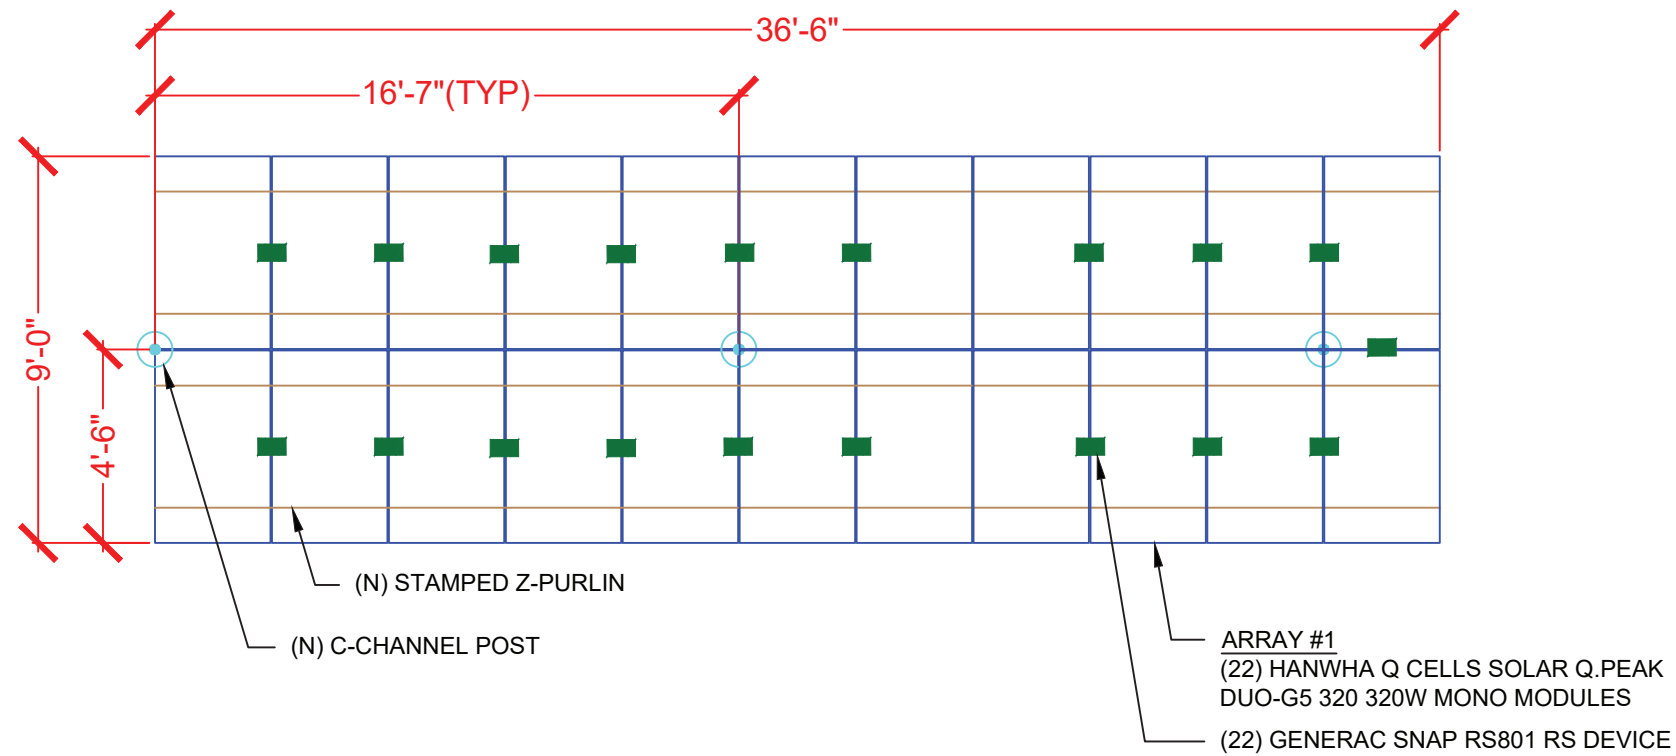 36'-6"
16'-7"(TYP)
9'-0"
4'-6"
(N) STAMPED Z-PURLIN
(N) C-CHANNEL POST
ARRAY #1
(22) HANWHA Q CELLS SOLAR Q.PEAK
DUO-G5 320 320W MONO MODULES
(22) GENERAC SNAP RS801 RS DEVICE